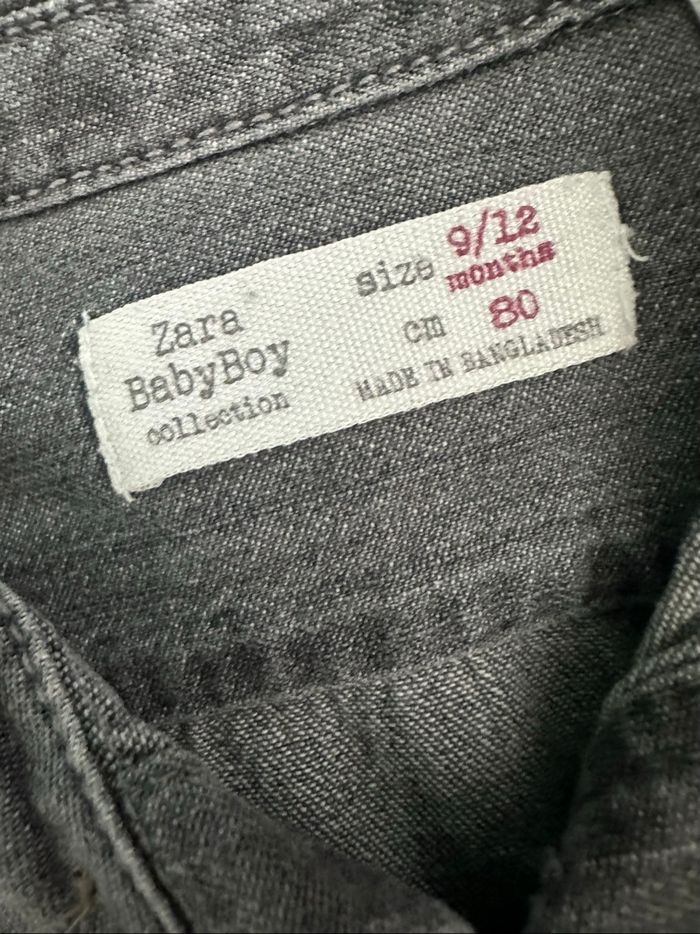 Zara
BabyBoy
collection
size 9/12
months
cm 80
MADE IN BANGLADESH